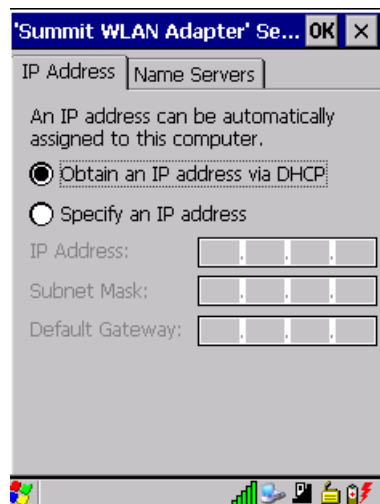 'Summit WLAN Adapter' Se... OK ×
IP Address Name Servers
An IP address can be automatically
assigned to this computer.
Obtain an IP address via DHCP
Specify an IP address
IP Address: . . .
Subnet Mask: . . .
Default Gateway: . . .